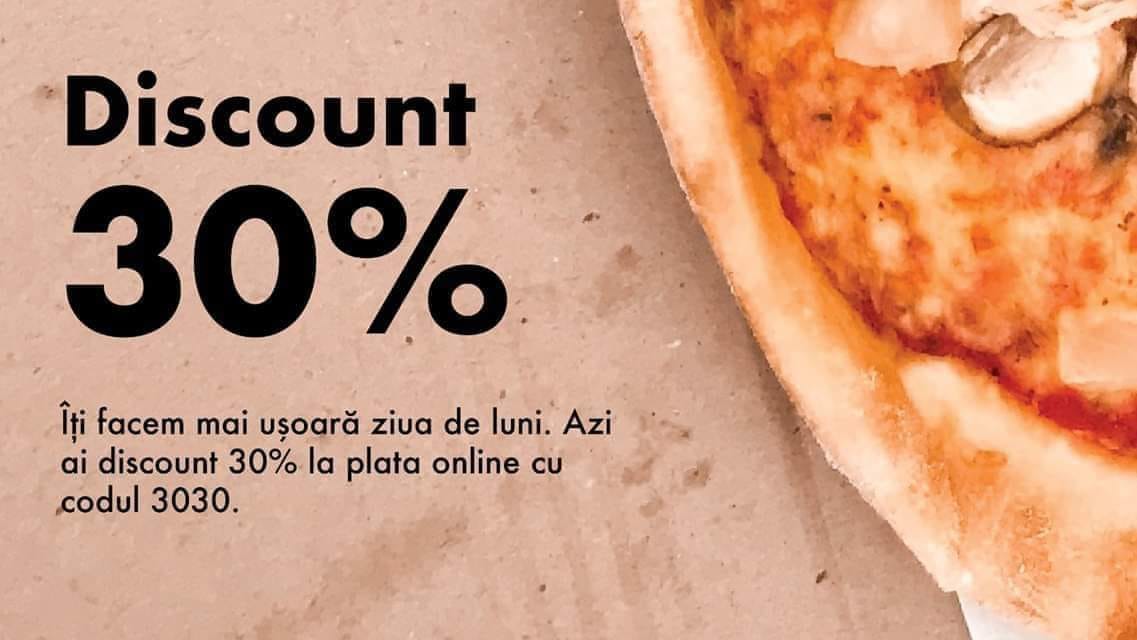 Discount
30%
Îți facem mai ușoară ziua de luni. Azi
ai discount 30% la plata online cu
codul 3030.